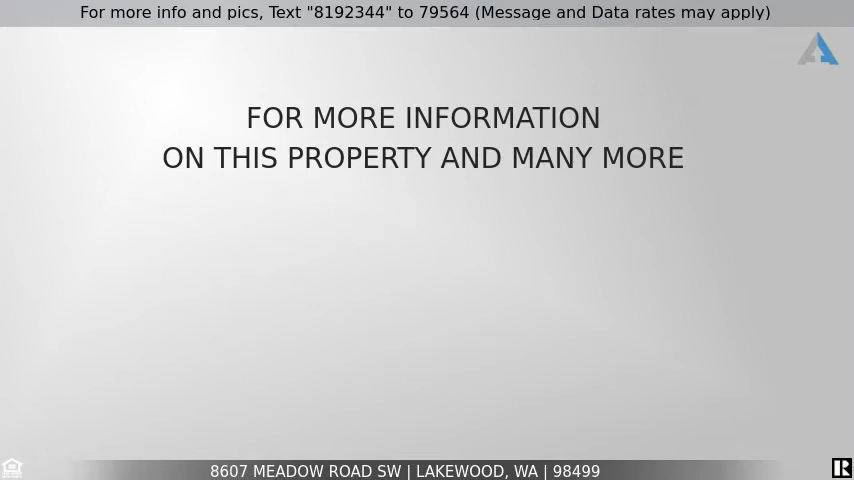 For more info and pics, Text "8192344" to 79564 (Message and Data rates may apply)
FOR MORE INFORMATION
ON THIS PROPERTY AND MANY MORE
8607 MEADOW ROAD SW | LAKEWOOD, WA | 98499